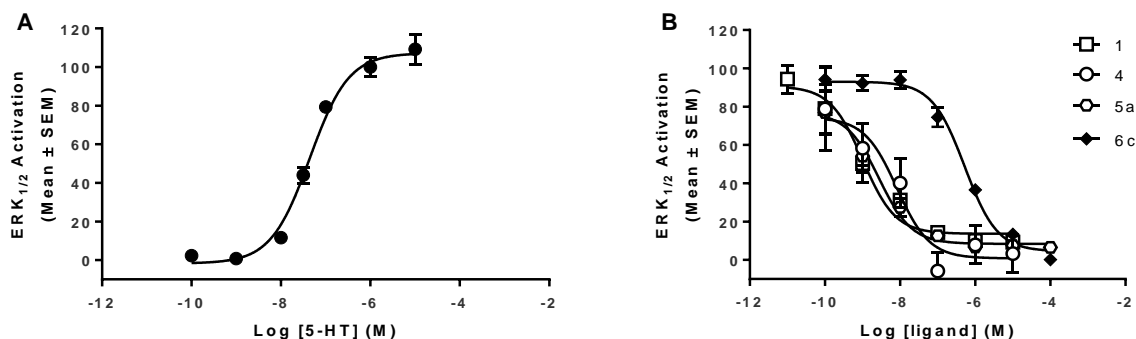 A
ERK1/2 Activation
(Mean ± SEM)
120
100
80
60
40
20
0
-12
-10
-8
-6
-4
-2
Log [5-HT] (M)
B
ERK1/2 Activation
(Mean ± SEM)
120
100
80
60
40
20
0
-12
-10
-8
-6
-4
-2
Log [ligand] (M)
1
4
5a
6c